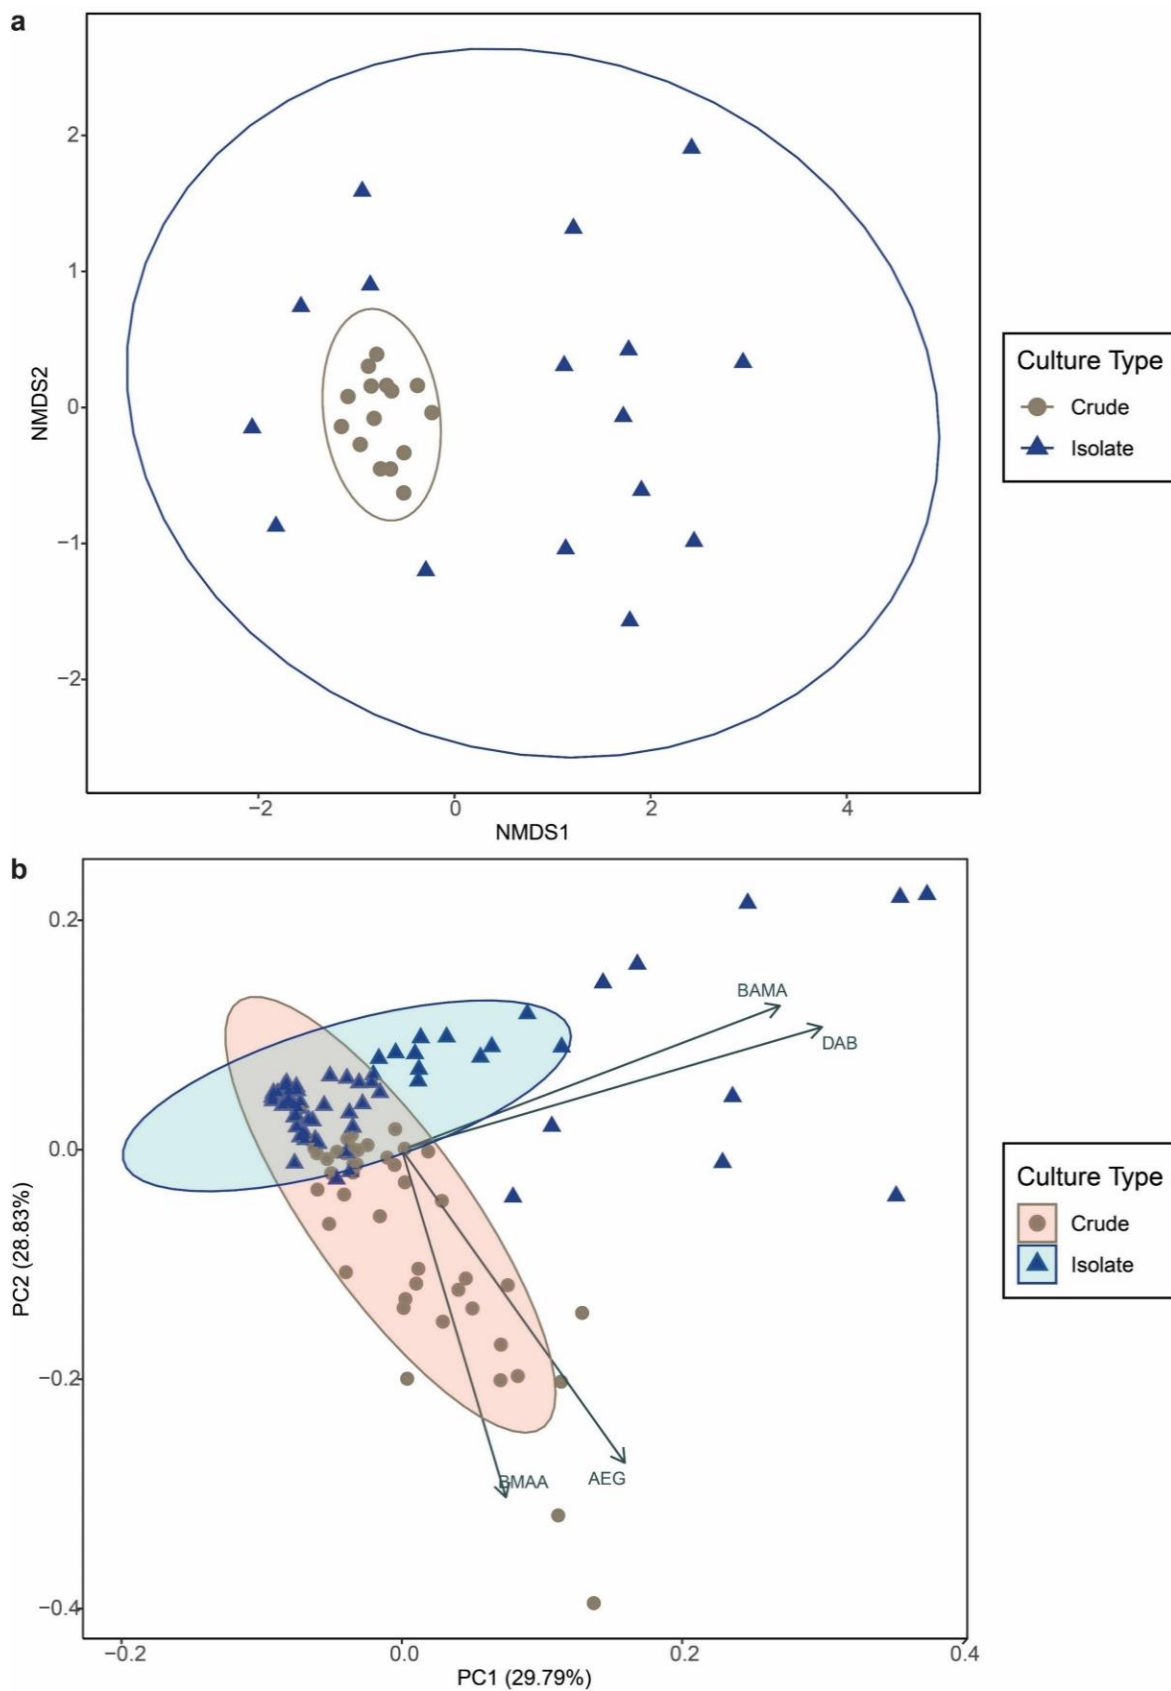 a
2
1
0
−1
−2
NMDS2
−2
0
2
4
NMDS1
Culture Type
Crude
Isolate
b
0.2
0.0
−0.2
−0.4
PC2 (28.83%)
BAMA
DAB
BMAA
AEG
−0.2
0.0
0.2
0.4
PC1 (29.79%)
Culture Type
Crude
Isolate